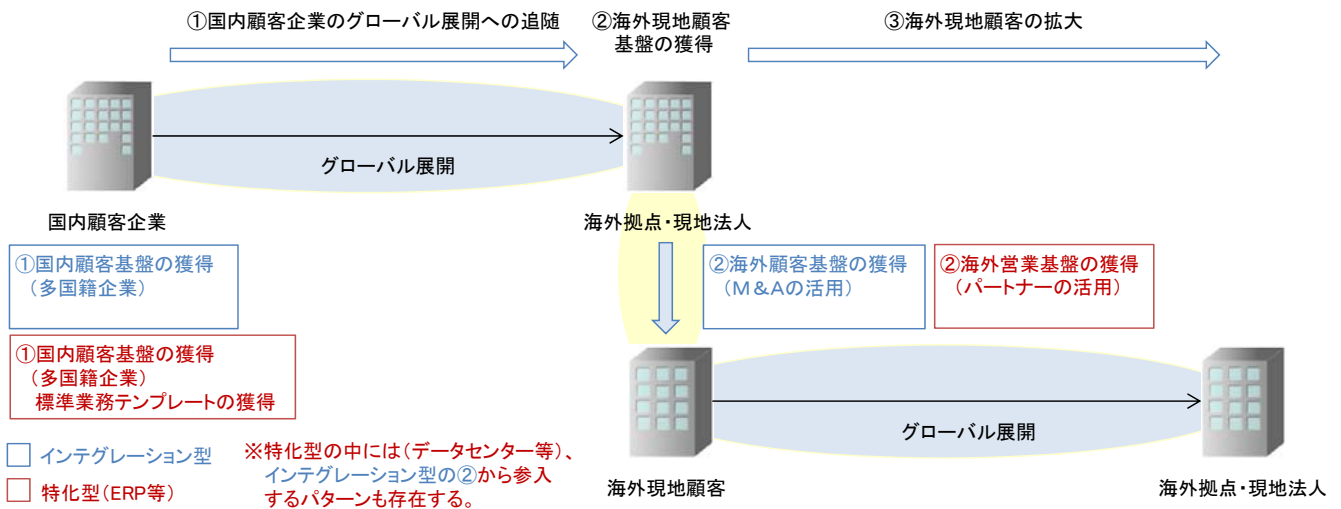 ①国内顧客企業のグローバル展開への追随
②海外現地顧客
基盤の獲得
③海外現地顧客の拡大
グローバル展開
国内顧客企業
海外拠点・現地法人
①国内顧客基盤の獲得
(多国籍企業)
②海外顧客基盤の獲得
(M&Aの活用)
②海外営業基盤の獲得
(パートナーの活用)
①国内顧客基盤の獲得
(多国籍企業)
標準業務テンプレートの獲得
グローバル展開
インテグレーション型
特化型(ERP等)
※特化型の中には(データセンター等)、
インテグレーション型の②から参入
するパターンも存在する。
海外現地顧客
海外拠点・現地法人